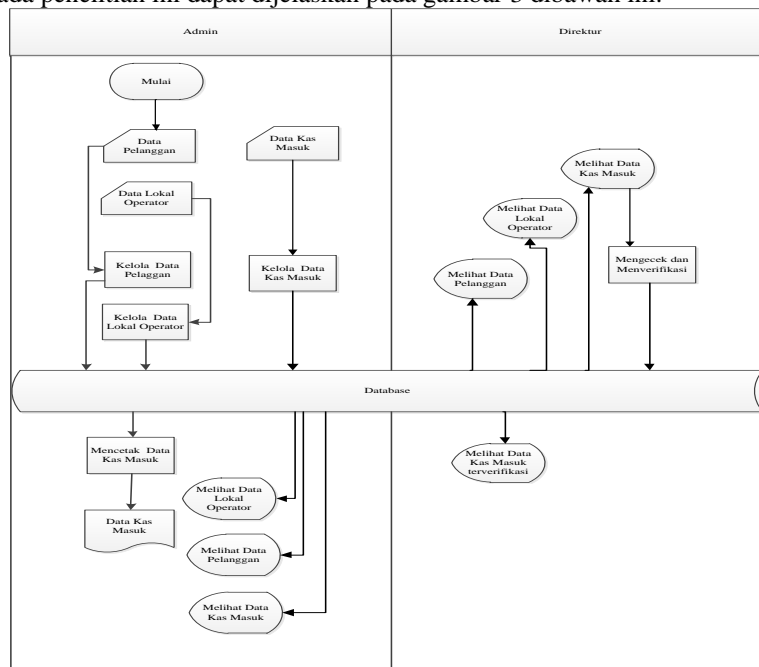 ada penelitian ini dapat dijelaskan pada gambar 3 dibawah ini:
Admin
Direktur
Mulai
Data
Pelanggan
Data Kas
Masuk
Data Lokal
Operator
Kelola Data
Pelaggan
Kelola Data
Kas Masuk
Kelola Data
Lokal Operator
Melihat Data
Kas Masuk
Melihat Data
Lokal
Operator
Mengecek dan
Menverifikasi
Melihat Data
Pelanggan
Database
Mencetak Data
Kas Masuk
Data Kas
Masuk
Melihat Data
Lokal
Operator
Melihat Data
Pelanggan
Melihat Data
Kas Masuk
Melihat Data
Kas Masuk
terverifikasi